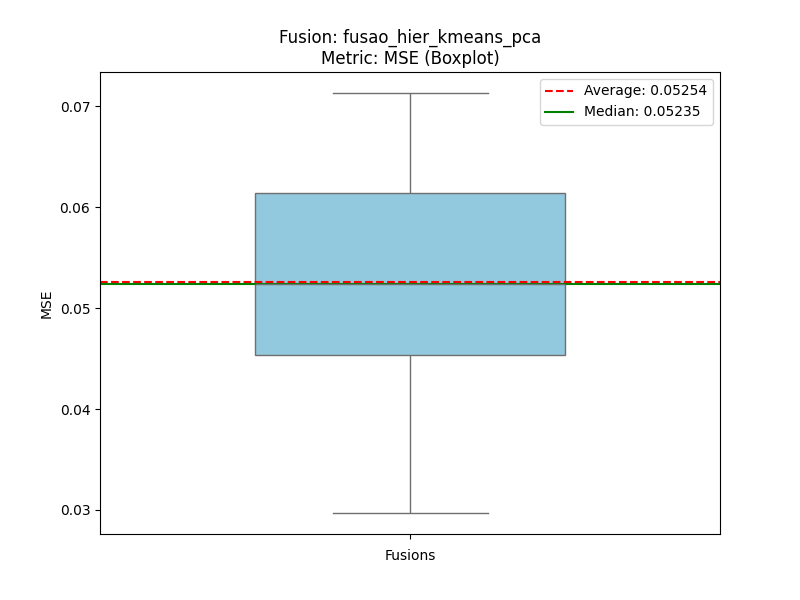 Fusion: fusao_hier_kmeans_pca
Metric: MSE (Boxplot)
Average: 0.05254
Median: 0.05235
0.07
0.06
0.05
0.04
0.03
MSE
Fusions